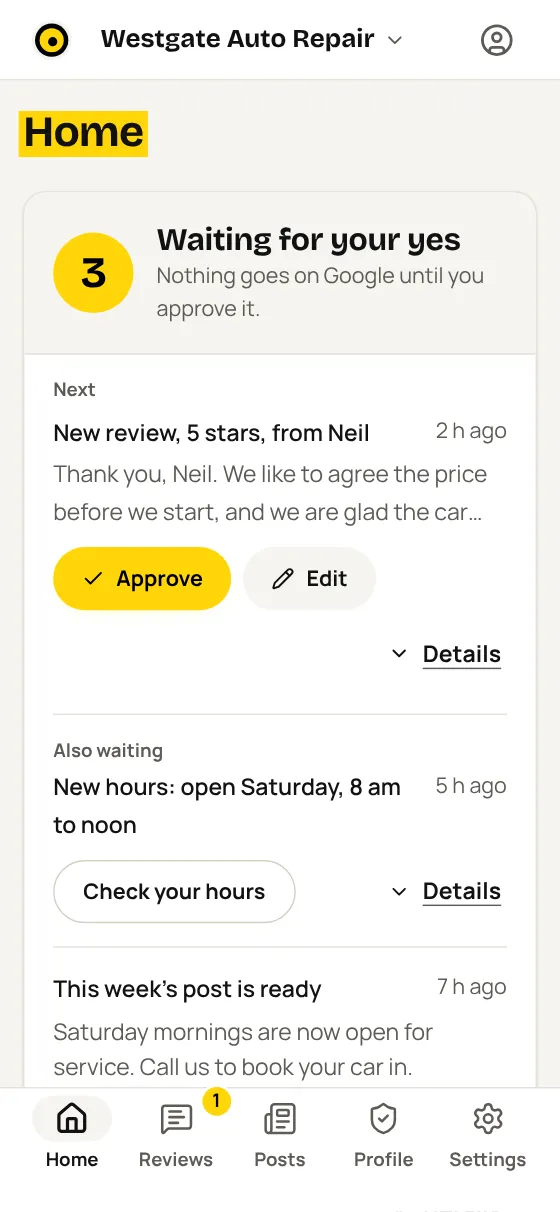 Westgate Auto Repair
Home
3
Waiting for your yes
Nothing goes on Google until you
approve it.
Next
New review, 5 stars, from Neil
2 h ago
Thank you, Neil. We like to agree the price
before we start, and we are glad the car…
Approve
Edit
Details
Also waiting
New hours: open Saturday, 8 am
to noon
5 h ago
Check your hours
Details
This week’s post is ready
7 h ago
Saturday mornings are now open for
service. Call us to book your car in.
1
Home
Reviews
Posts
Profile
Settings